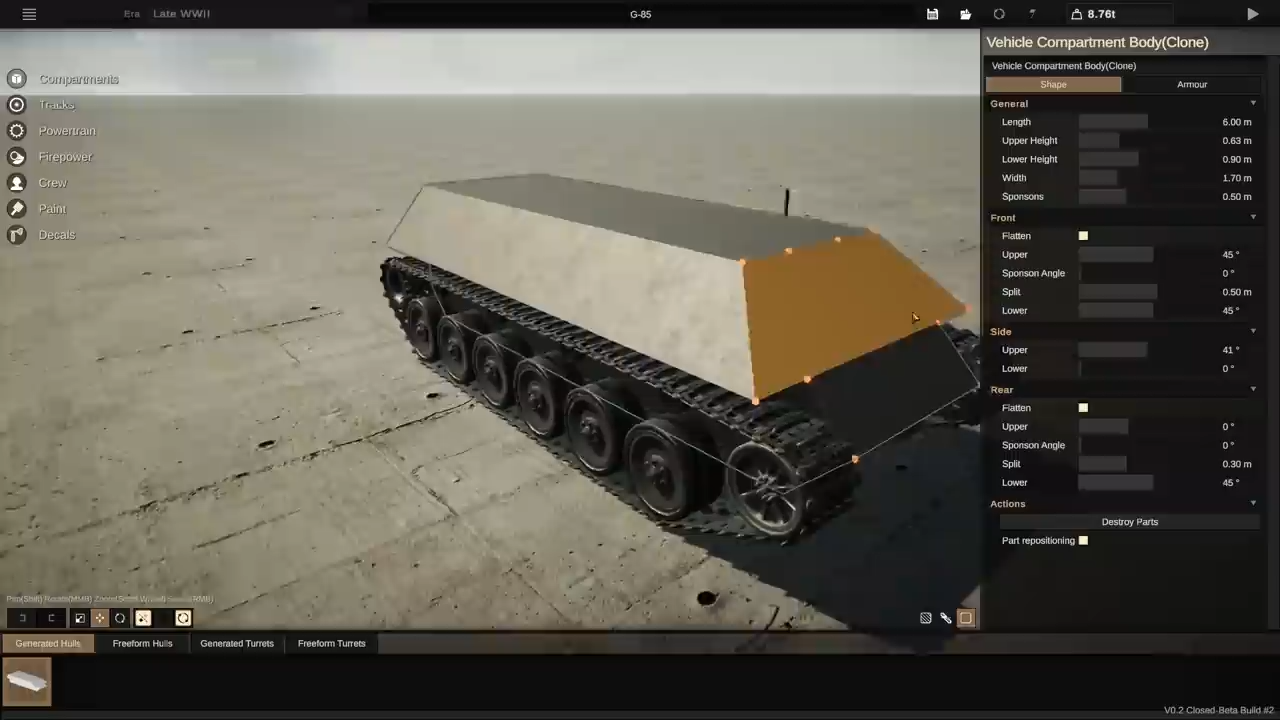 Era Late WWII
G-85
8.76t
Vehicle Compartment Body(Clone)
Vehicle Compartment Body(Clone)
Shape Armour
Compartments
Tracks
Powertrain
Firepower
Crew
Paint
Decals
General
Length 6.00 m
Upper Height 0.63 m
Lower Height 0.90 m
Width 1.70 m
Sponsons 0.50 m
Front
Flatten
Upper 45 °
Sponson Angle 0 °
Split 0.50 m
Lower 45 °
Side
Upper 41 °
Lower 0 °
Rear
Flatten
Upper 0 °
Sponson Angle 0 °
Split 0.30 m
Lower 45 °
Actions
Destroy Parts
Part repositioning
Generated Hulls Freeform Hulls Generated Turrets Freeform Turrets
V0.2 Closed-Beta Build #2